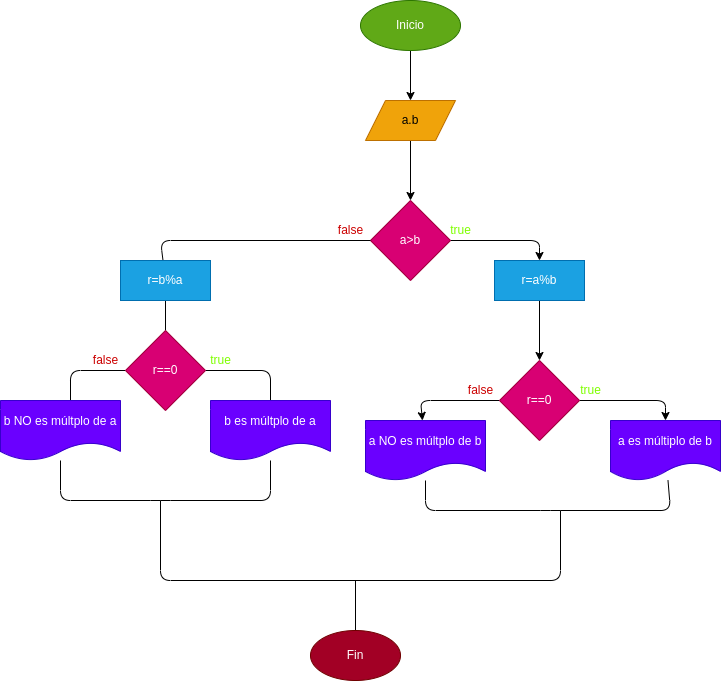 Inicio
a.b
false
true
a>b
r=b%a
r=a%b
false
true
r==0
false
true
r==0
b NO es múltplo de a
b es múltplo de a
a NO es múltplo de b
a es múltiplo de b
Fin